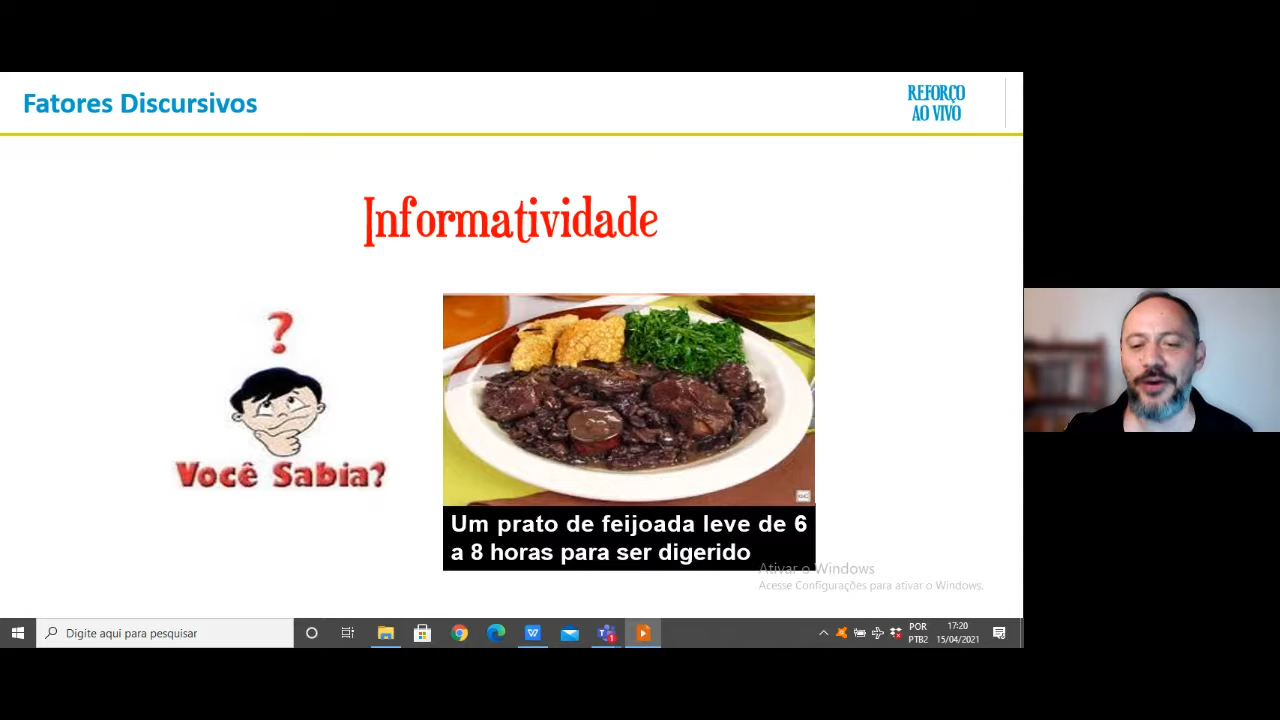 Fatores Discursivos
REFORÇO
AO VIVO
Informatividade
?
Você Sabia?
Um prato de feijoada leve de 6
a 8 horas para ser digerido
Ativar o Windows
Acesse Configurações para ativar o Windows.
Digite aqui para pesquisar
W
1
POR
PTB2
17:20
15/04/2021